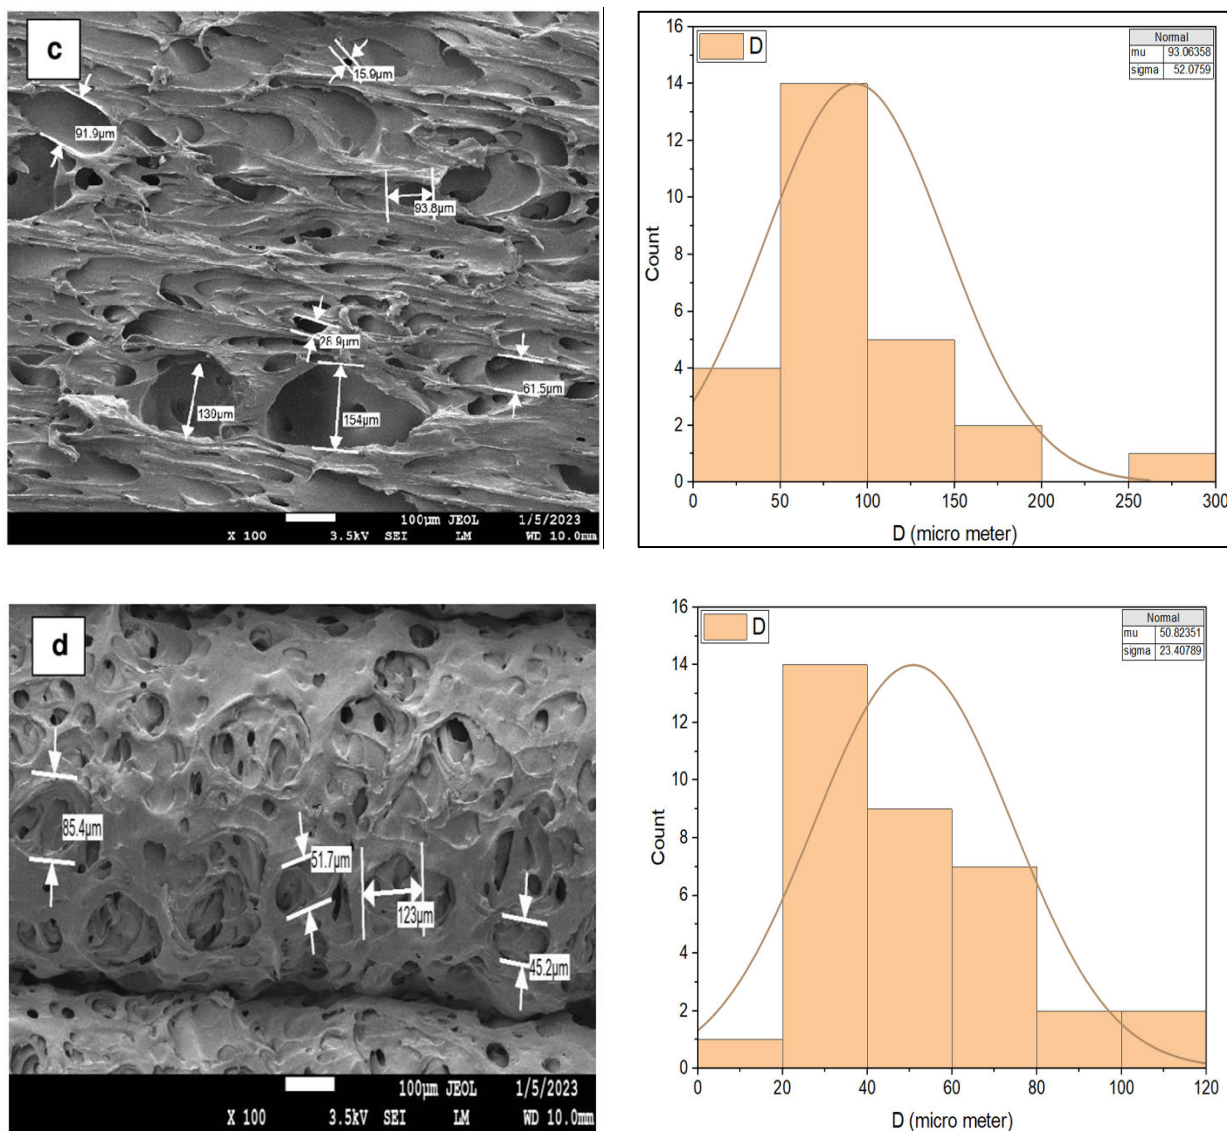 c
15.9µm
91.9µm
93.8µm
28.9µm
61.5µm
139µm
154µm
100µm JEOL 1/5/2023
X 100 3.5kV SEI LM WD 10.0mm
D
Normal
mu 93.06358
sigma 52.0759
16
14
12
10
8
6
4
2
0
Count
0 50 100 150 200 250 300
D (micro meter)
d
85.4µm
51.7µm
123µm
45.2µm
100µm JEOL 1/5/2023
X 100 3.5kV SEI LM WD 10.0mm
D
Normal
mu 50.82351
sigma 23.40789
16
14
12
10
8
6
4
2
0
Count
0 20 40 60 80 100 120
D (micro meter)